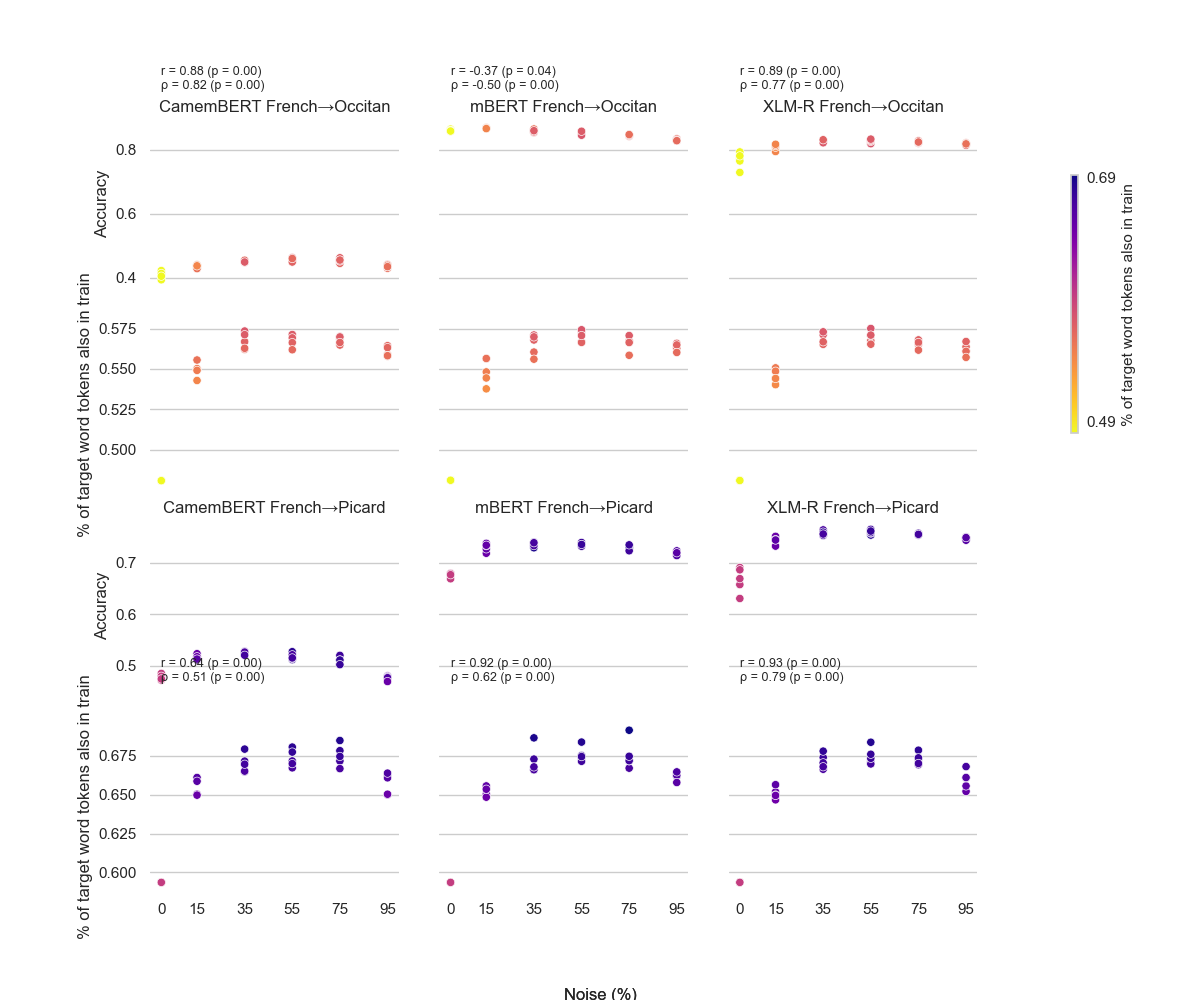 r = 0.88 (p = 0.00)
ρ = 0.82 (p = 0.00)
CamemBERT French→Occitan
r = -0.37 (p = 0.04)
ρ = -0.50 (p = 0.00)
mBERT French→Occitan
r = 0.89 (p = 0.00)
ρ = 0.77 (p = 0.00)
XLM-R French→Occitan
Accuracy
0.8
0.6
0.4
% of target word tokens also in train
0.575
0.550
0.525
0.500
0.69
0.49
% of target word tokens also in train
CamemBERT French→Picard
mBERT French→Picard
XLM-R French→Picard
Accuracy
0.7
0.6
0.5
r = 0.64 (p = 0.00)
ρ = 0.51 (p = 0.00)
r = 0.92 (p = 0.00)
ρ = 0.62 (p = 0.00)
r = 0.93 (p = 0.00)
ρ = 0.79 (p = 0.00)
% of target word tokens also in train
0.675
0.650
0.625
0.600
0 15 35 55 75 95
0 15 35 55 75 95
0 15 35 55 75 95
Noise (%)